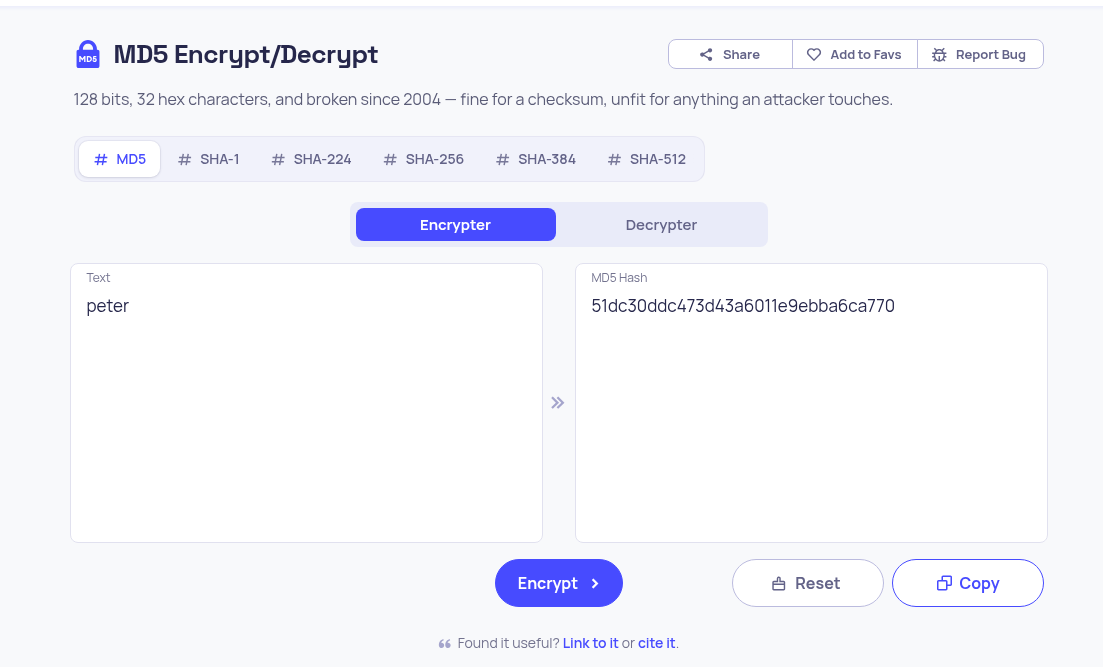 MD5
MD5 Encrypt/Decrypt
Share
Add to Favs
Report Bug
128 bits, 32 hex characters, and broken since 2004 — fine for a checksum, unfit for anything an attacker touches.
MD5
SHA-1
SHA-224
SHA-256
SHA-384
SHA-512
Encrypter
Decrypter
Text
peter
MD5 Hash
51dc30ddc473d43a6011e9ebba6ca770
Encrypt
Reset
Copy
Found it useful? Link to it or cite it.